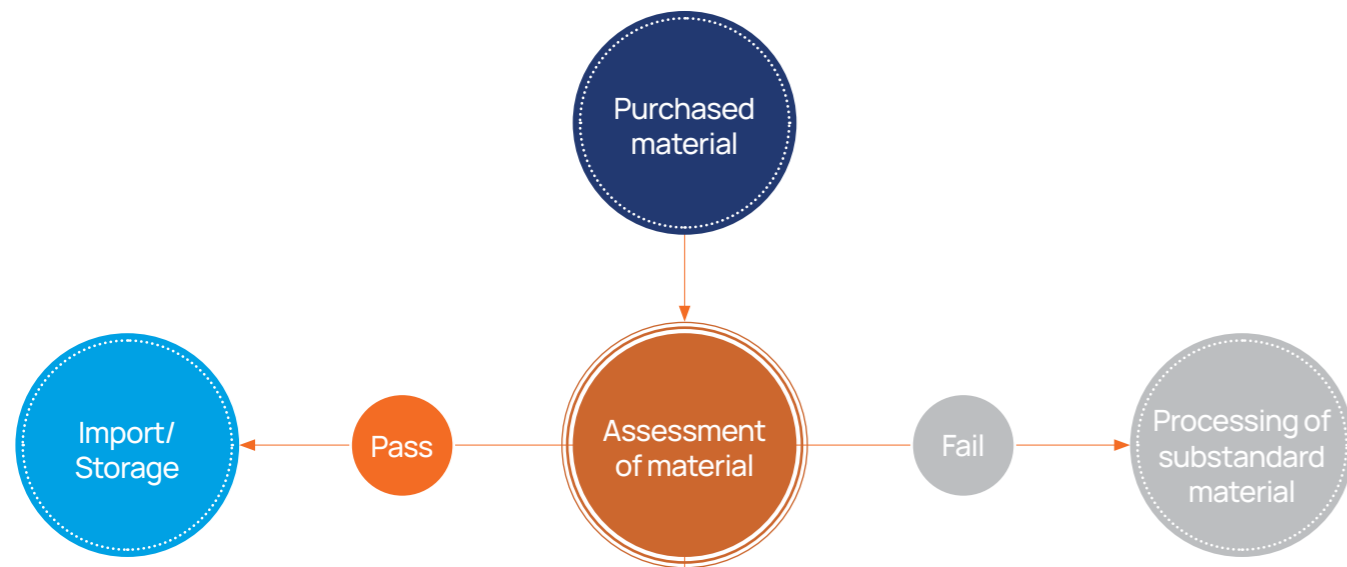 Purchased
material
Import/
Storage
Pass
Assessment
of material
Fail
Processing of
substandard
material